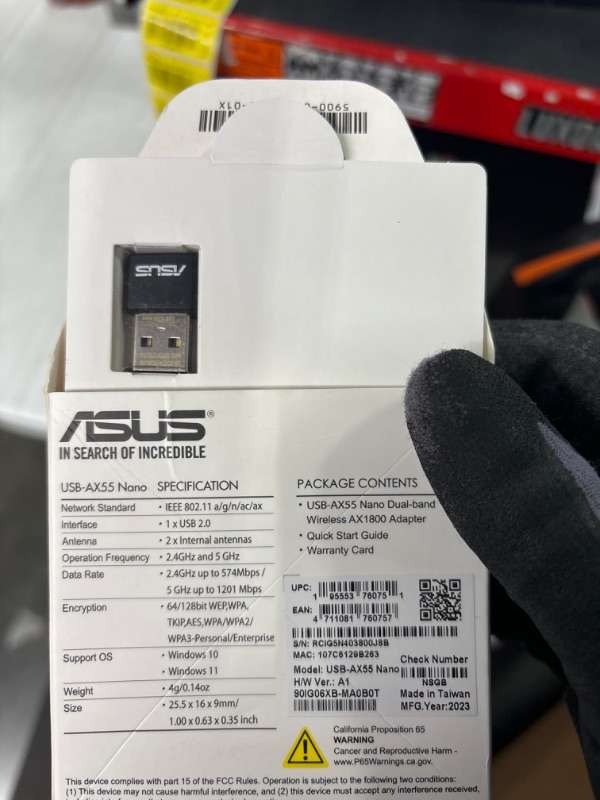 ASUS
ASUS®
IN SEARCH OF INCREDIBLE
USB-AX55 Nano SPECIFICATION
Network Standard • IEEE 802.11 a/g/n/ac/ax
Interface • 1 x USB 2.0
Antenna • 2 x Internal antennas
Operation Frequency • 2.4GHz and 5 GHz
Data Rate • 2.4GHz up to 574Mbps /
5 GHz up to 1201 Mbps
Encryption • 64/128bit WEP,WPA,
TKIP,AES,WPA/WPA2/
WPA3-Personal/Enterprise
Support OS • Windows 10
• Windows 11
Weight • 4g/0.14oz
Size • 25.5 x 16 x 9mm/
1.00 x 0.63 x 0.35 inch
PACKAGE CONTENTS
• USB-AX55 Nano Dual-band
Wireless AX1800 Adapter
• Quick Start Guide
• Warranty Card
UPC:
1 95553 76075 1
EAN:
4 711081 760757
S/N: RCIG5N403800J8B
MAC: 107C6129B263
Check Number
Model: USB-AX55 Nano
H/W Ver.: A1
NSGB
90IG06XB-MA0B0T
Made in Taiwan
MFG.Year:2023
California Proposition 65
WARNING
Cancer and Reproductive Harm -
www.P65Warnings.ca.gov.
This device complies with part 15 of the FCC Rules. Operation is subject to the following two conditions:
(1) This device may not cause harmful interference, and (2) this device must accept any interference received,